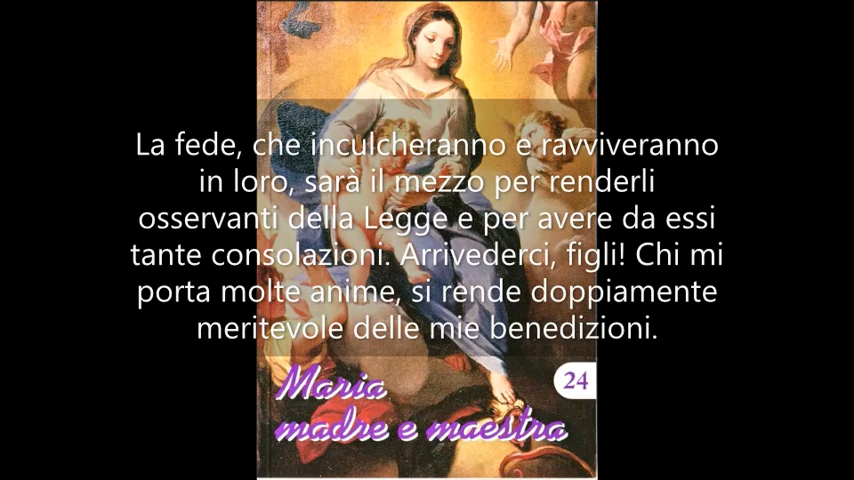 La fede, che inculcheranno e ravviveranno
in loro, sarà il mezzo per renderli
osservanti della Legge e per avere da essi
tante consolazioni. Arrivederci, figli! Chi mi
porta molte anime, si rende doppiamente
meritevole delle mie benedizioni.
24
Maria
madre e maestra